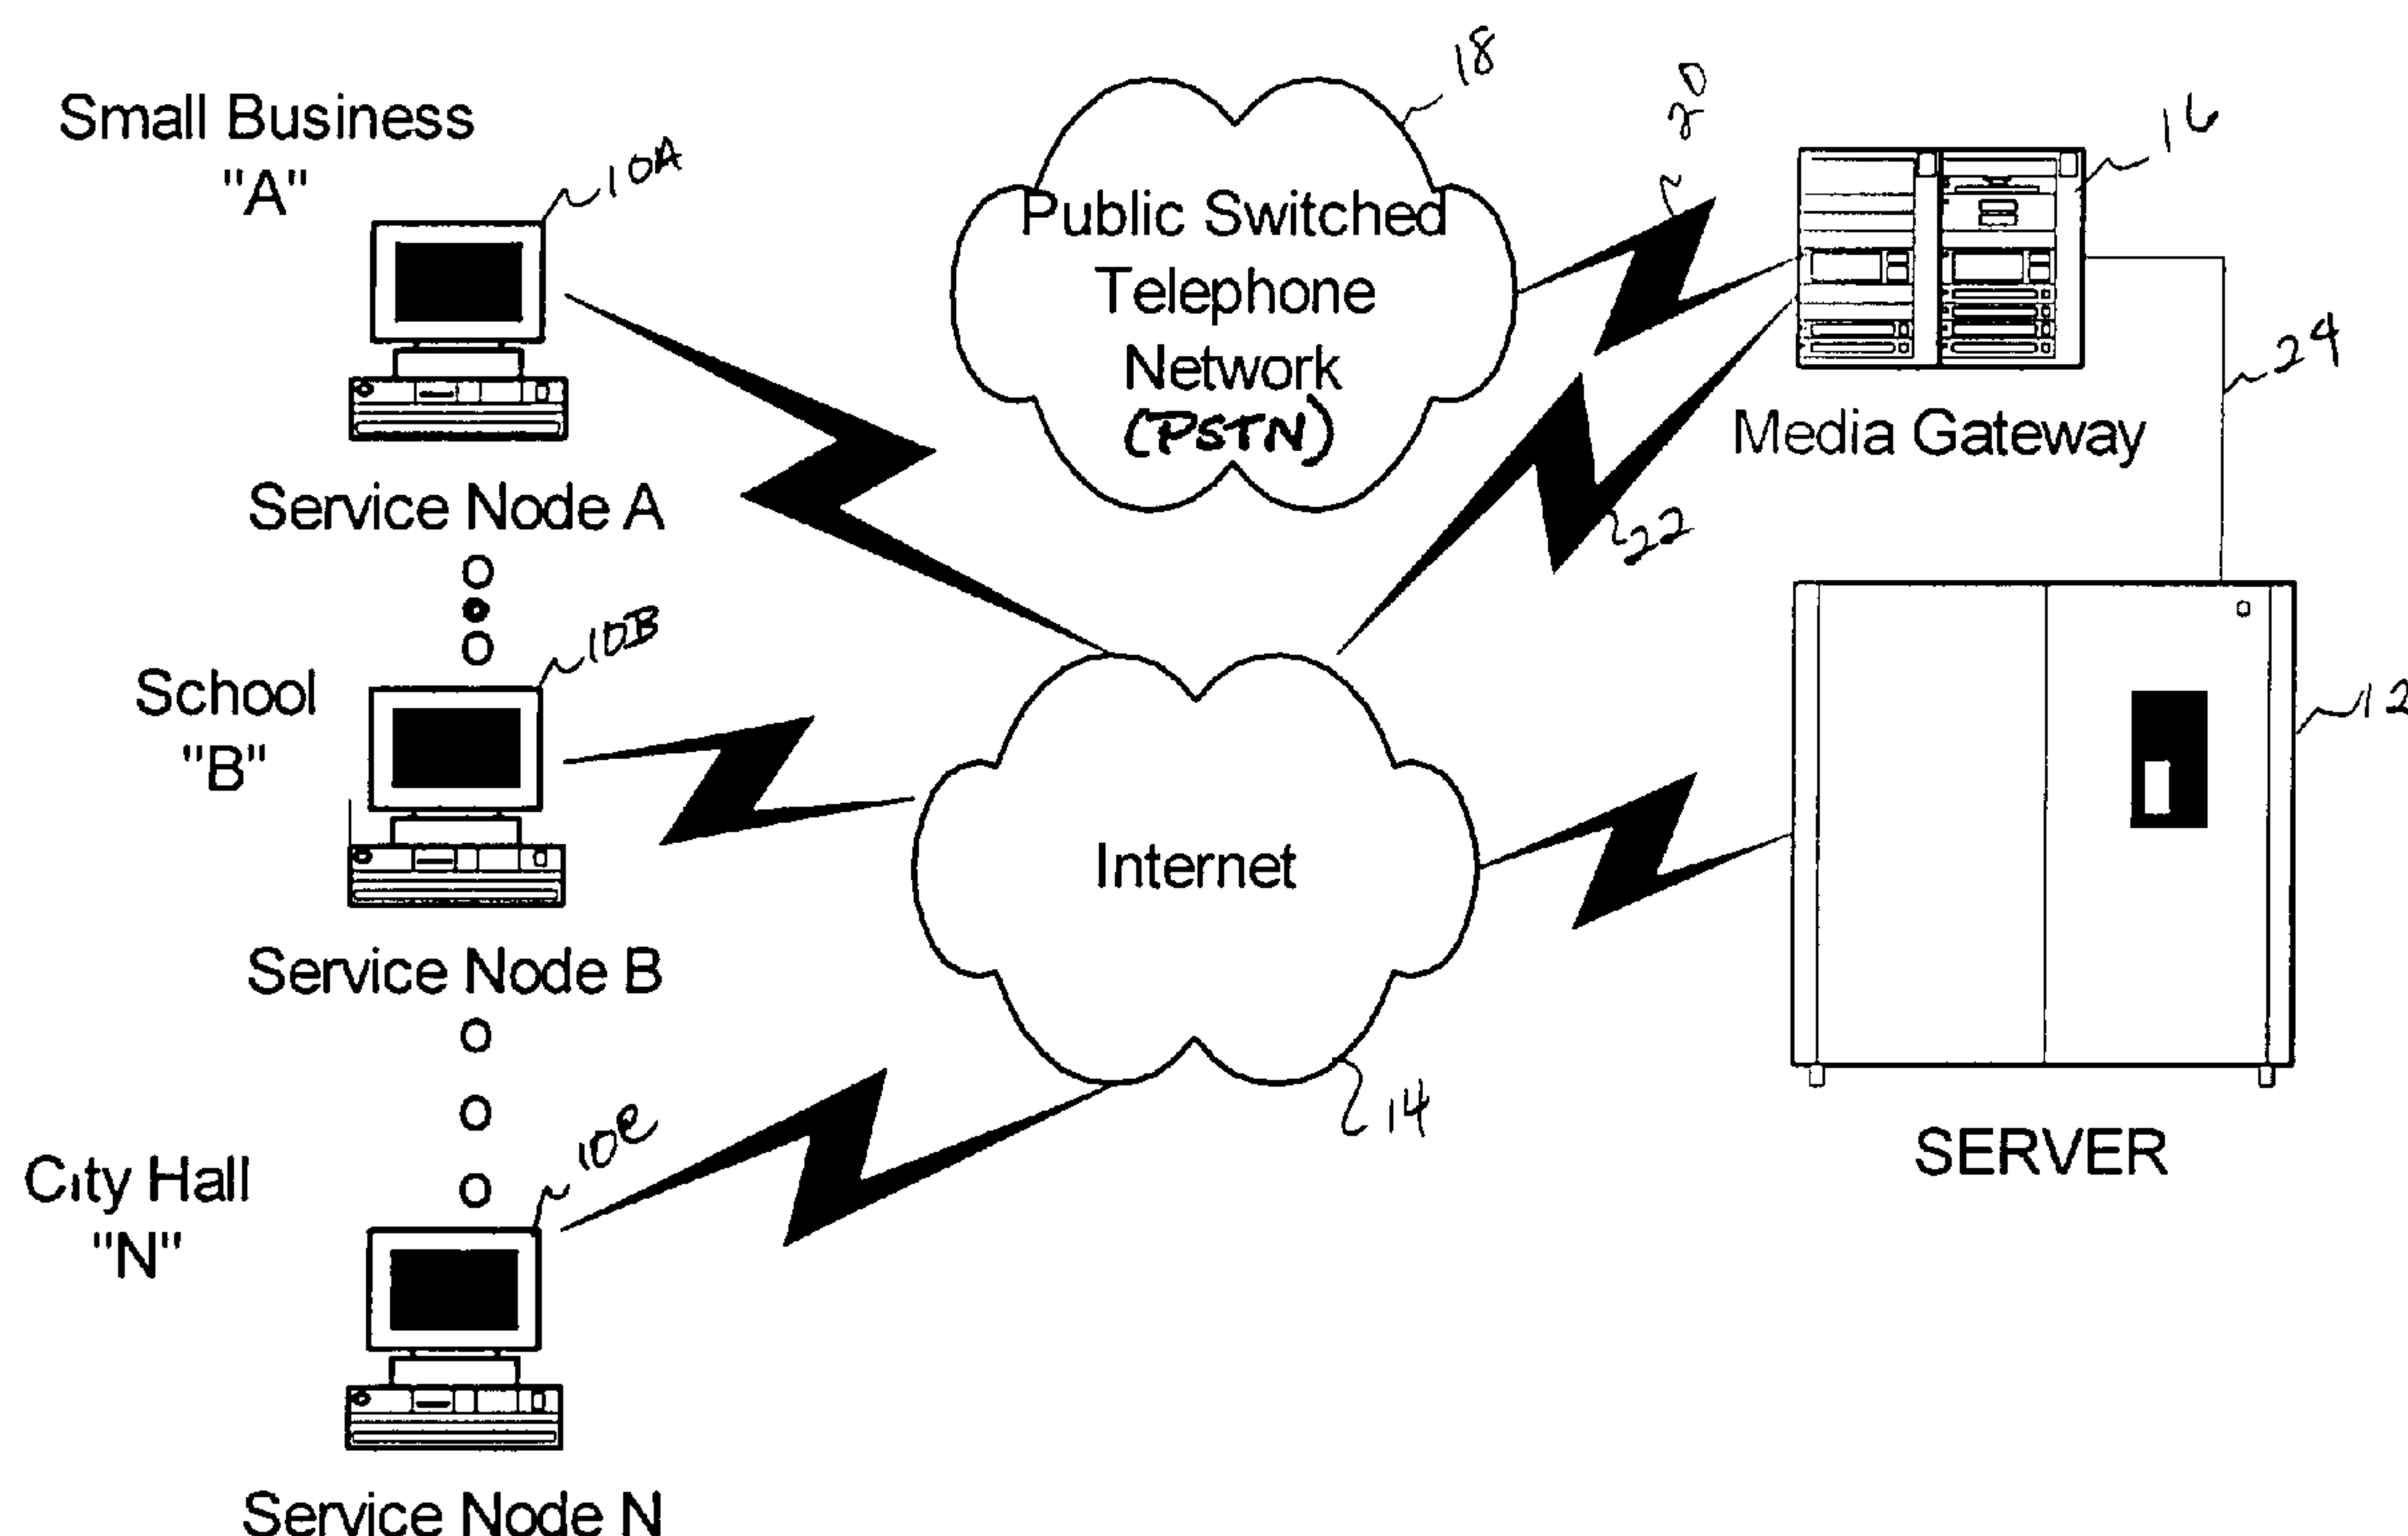 Small Business
"A"
10A
Service Node A
School
"B"
10B
Service Node B
City Hall
"N"
10C
Service Node N
18
Public Switched
Telephone
Network
(PSTN)
20
16
Media Gateway
22
24
Internet
14
12
SERVER